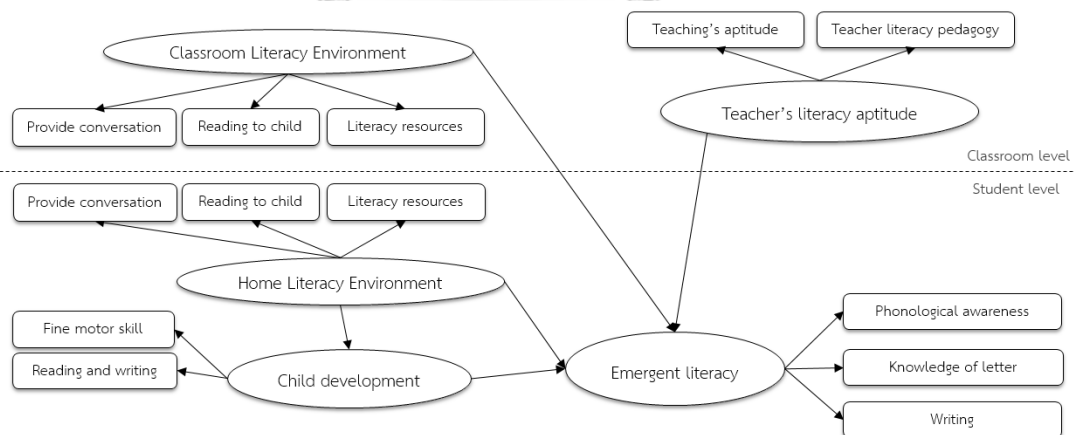 Teaching's aptitude
Teacher literacy pedagogy
Classroom Literacy Environment
Teacher's literacy aptitude
Provide conversation
Reading to child
Literacy resources
Classroom level
Student level
Provide conversation
Reading to child
Literacy resources
Home Literacy Environment
Fine motor skill
Reading and writing
Child development
Emergent literacy
Phonological awareness
Knowledge of letter
Writing